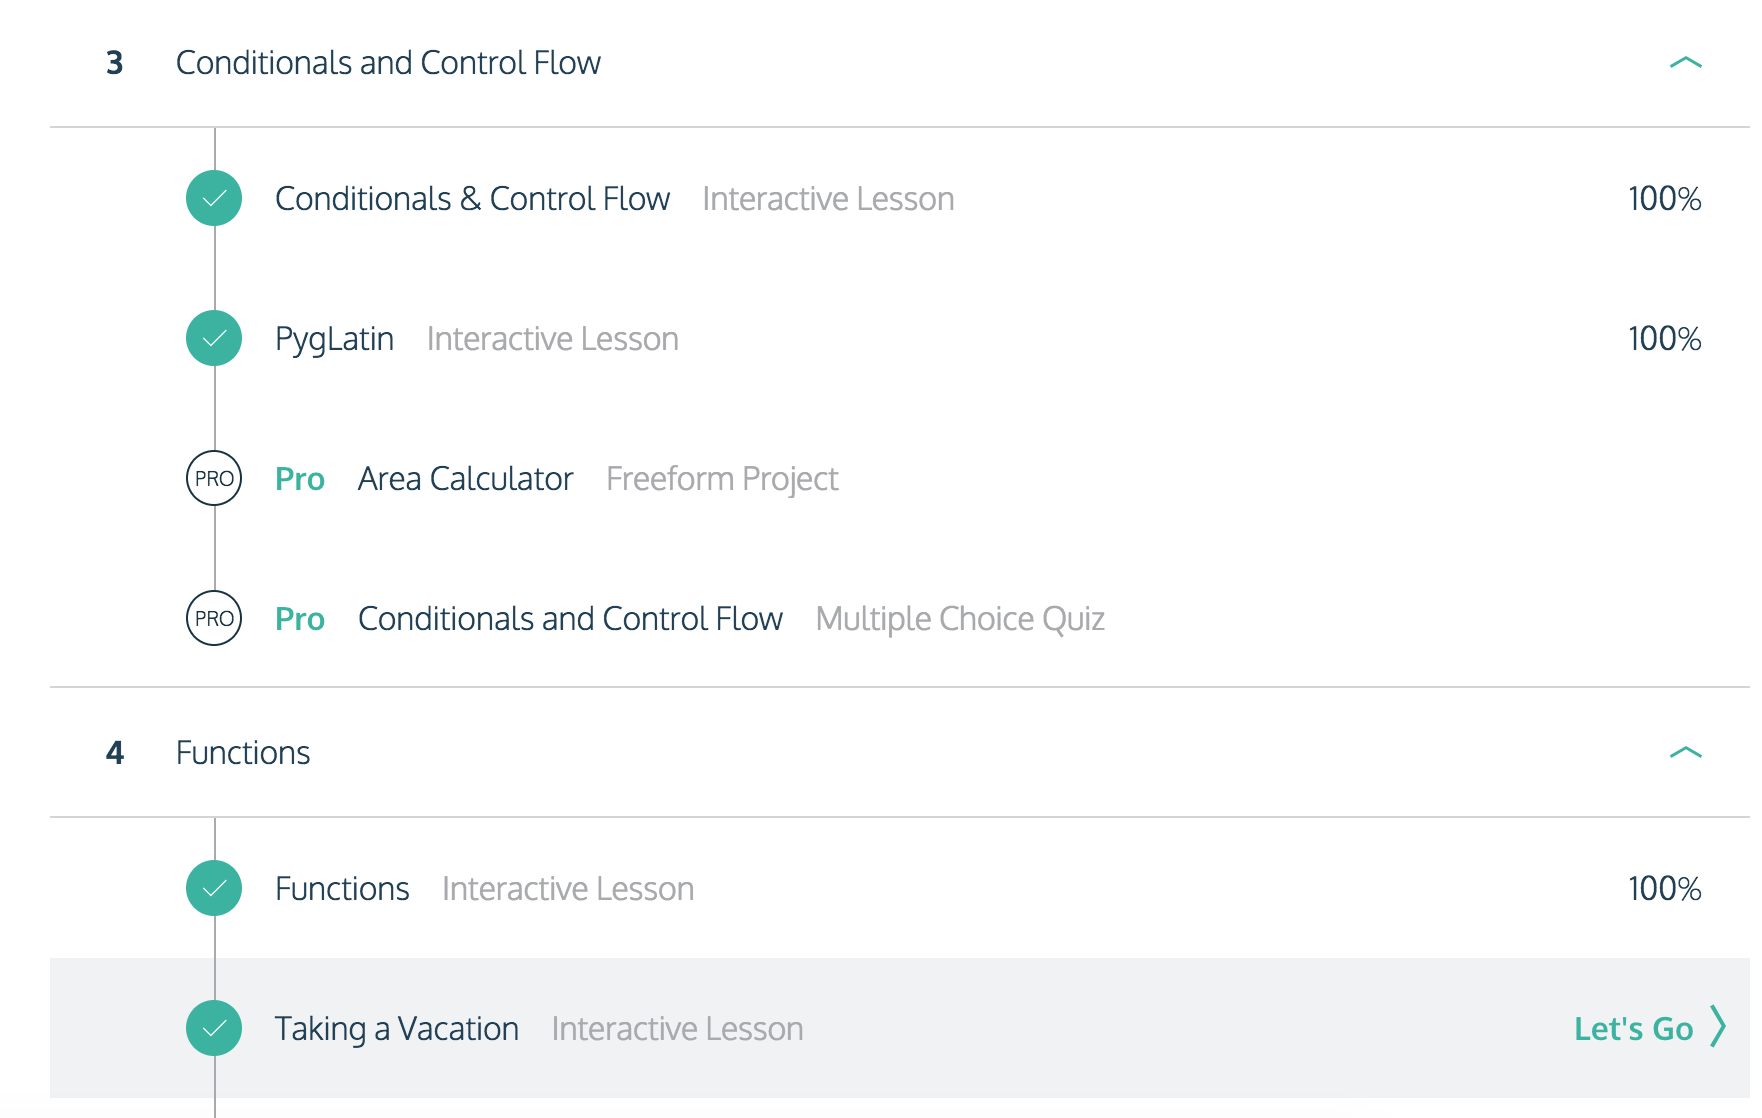 3 Conditionals and Control Flow
Conditionals & Control Flow Interactive Lesson 100%
PygLatin Interactive Lesson 100%
PRO Pro Area Calculator Freeform Project
PRO Pro Conditionals and Control Flow Multiple Choice Quiz
4 Functions
Functions Interactive Lesson 100%
Taking a Vacation Interactive Lesson Let's Go